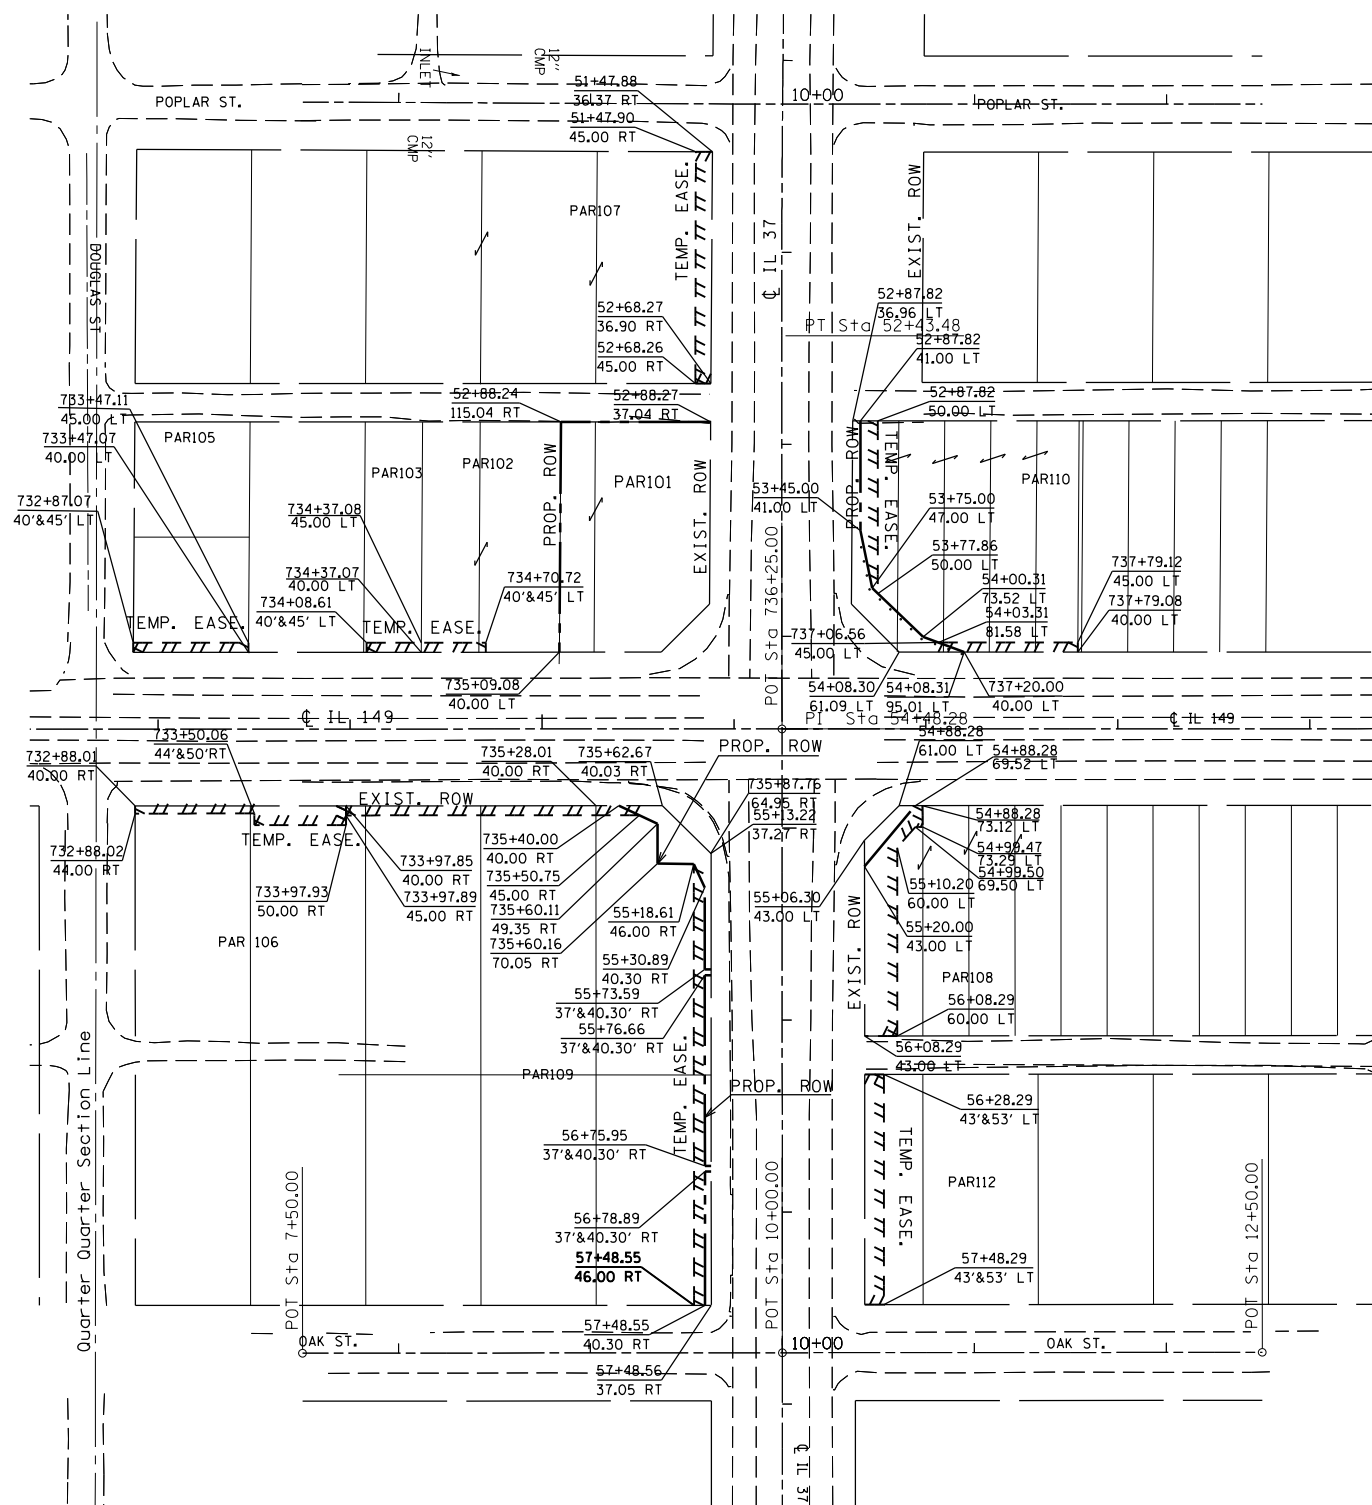 12"
CMP
INLET
51+47.88
36.37 RT
51+47.90
45.00 RT
10+00
POPLAR ST.
POPLAR ST.
12"
CMP
TEMP. EASE.
EXIST. ROW
PAR107
℄ IL 37
DOUGLAS ST
52+68.27
36.90 RT
52+68.26
45.00 RT
52+87.82
36.96 LT
PT Sta 52+43.48
52+87.82
41.00 LT
52+87.82
50.00 LT
733+47.11
45.00 LT
733+47.07
40.00 LT
52+88.24
115.04 RT
52+88.27
37.04 RT
PAR105
PAR103
PAR102
PROP. ROW
PAR101
EXIST. ROW
PROP. ROW
TEMP. EASE.
PAR110
732+87.07
40'&45' LT
734+37.08
45.00 LT
53+45.00
41.00 LT
53+75.00
47.00 LT
53+77.86
50.00 LT
POT Sta 736+25.00
734+37.07
40.00 LT
734+08.61
40'&45' LT
734+70.72
40'&45' LT
54+00.31
73.52 LT
54+03.31
81.58 LT
737+79.12
45.00 LT
737+79.08
40.00 LT
TEMP. EASE.
TEMP. EASE.
737+06.56
45.00 LT
735+09.08
40.00 LT
54+08.30
61.09 LT
54+08.31
95.01 LT
737+20.00
40.00 LT
℄ IL 149
PI Sta 54+48.28
℄ IL 149
732+88.01
40.00 RT
733+50.06
44'&50'RT
735+28.01
40.00 RT
735+62.67
40.03 RT
PROP. ROW
54+88.28
61.00 LT
54+88.28
69.52 LT
EXIST. ROW
735+87.76
64.95 RT
55+13.22
37.27 RT
54+88.28
73.12 LT
TEMP. EASE.
732+88.02
44.00 RT
735+40.00
40.00 RT
54+99.47
73.29 LT
54+99.50
69.50 LT
733+97.85
40.00 RT
735+50.75
45.00 RT
733+97.93
50.00 RT
733+97.89
45.00 RT
735+60.11
49.35 RT
55+18.61
46.00 RT
55+06.30
43.00 LT
55+10.20
60.00 LT
PAR 106
735+60.16
70.05 RT
55+20.00
43.00 LT
EXIST. ROW
55+30.89
40.30 RT
PAR108
55+73.59
37'&40.30' RT
56+08.29
60.00 LT
55+76.66
37'&40.30' RT
56+08.29
43.00 LT
Quarter Quarter Section Line
PAR109
TEMP. EASE.
PROP. ROW
56+28.29
43'&53' LT
56+75.95
37'&40.30' RT
TEMP. EASE.
PAR112
POT Sta 7+50.00
POT Sta 10+00.00
POT Sta 12+50.00
56+78.89
37'&40.30' RT
57+48.55
46.00 RT
57+48.29
43'&53' LT
57+48.55
40.30 RT
OAK ST.
10+00
OAK ST.
57+48.56
37.05 RT
℄ IL 37